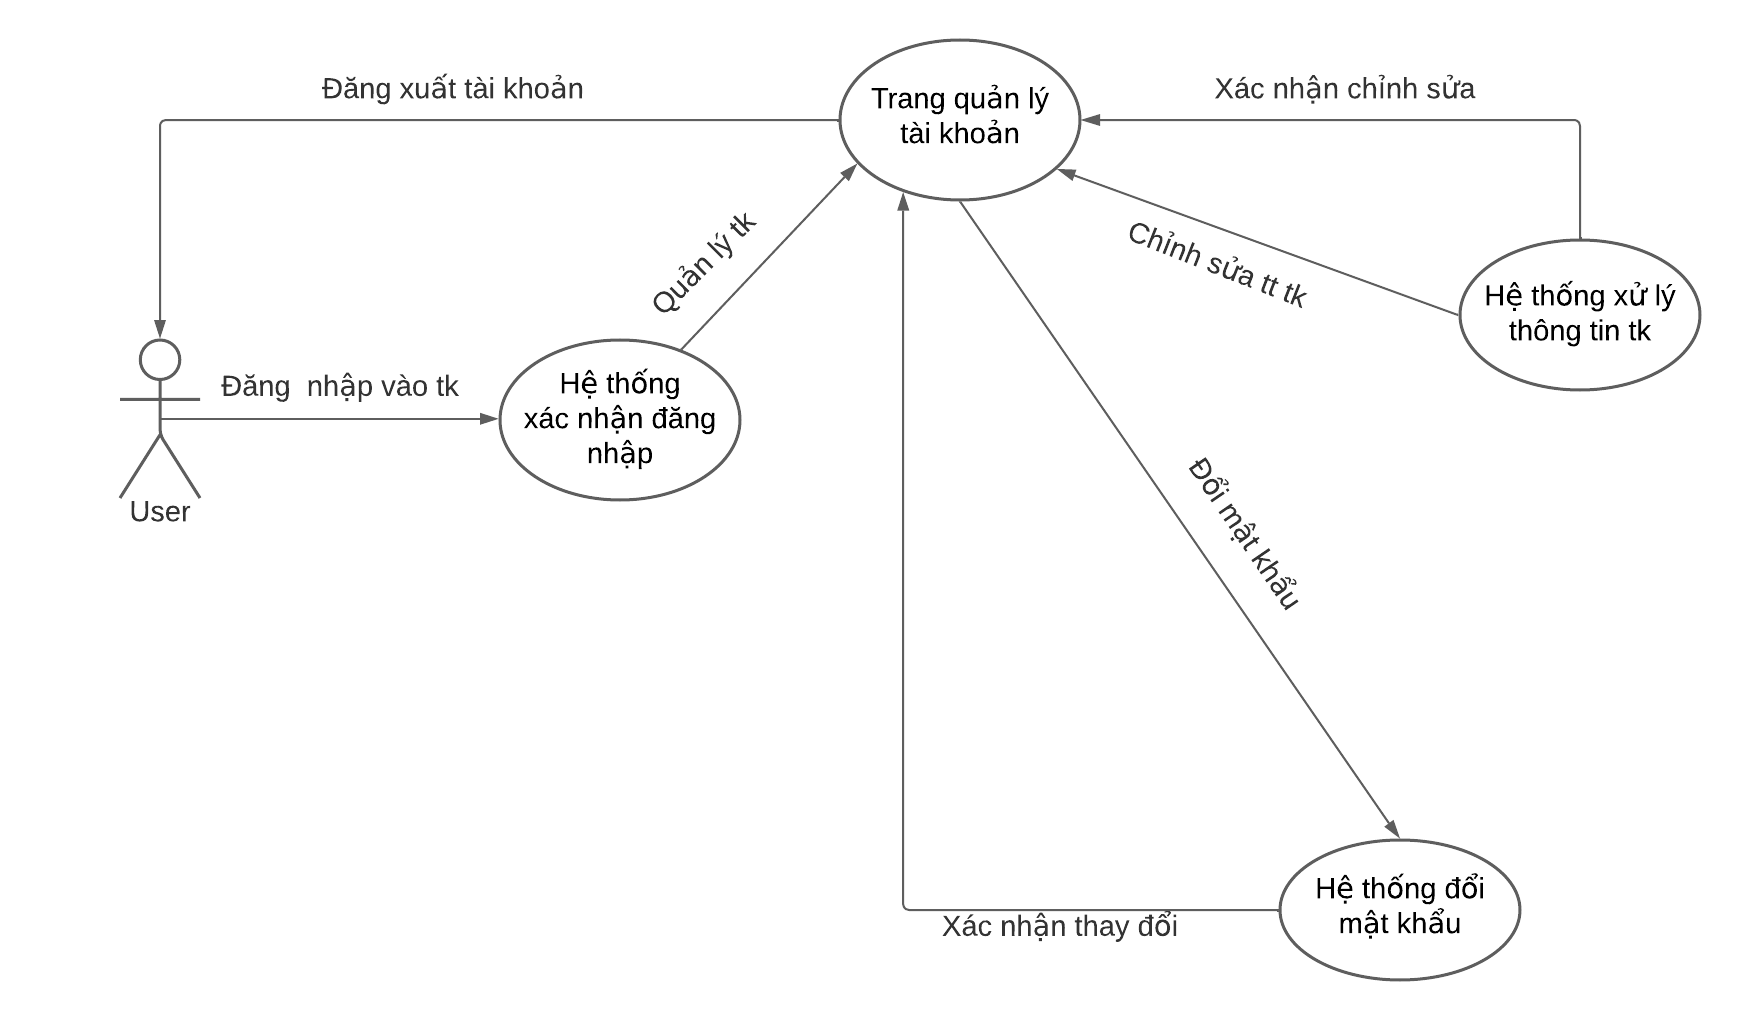 Đăng xuất tài khoản
Trang quản lý
tài khoản
Xác nhận chỉnh sửa
Quản lý tk
Chỉnh sửa tt tk
Hệ thống xử lý
thông tin tk
Đăng  nhập vào tk
Hệ thống
xác nhận đăng
nhập
User
Đổi mật khẩu
Hệ thống đổi
mật khẩu
Xác nhận thay đổi